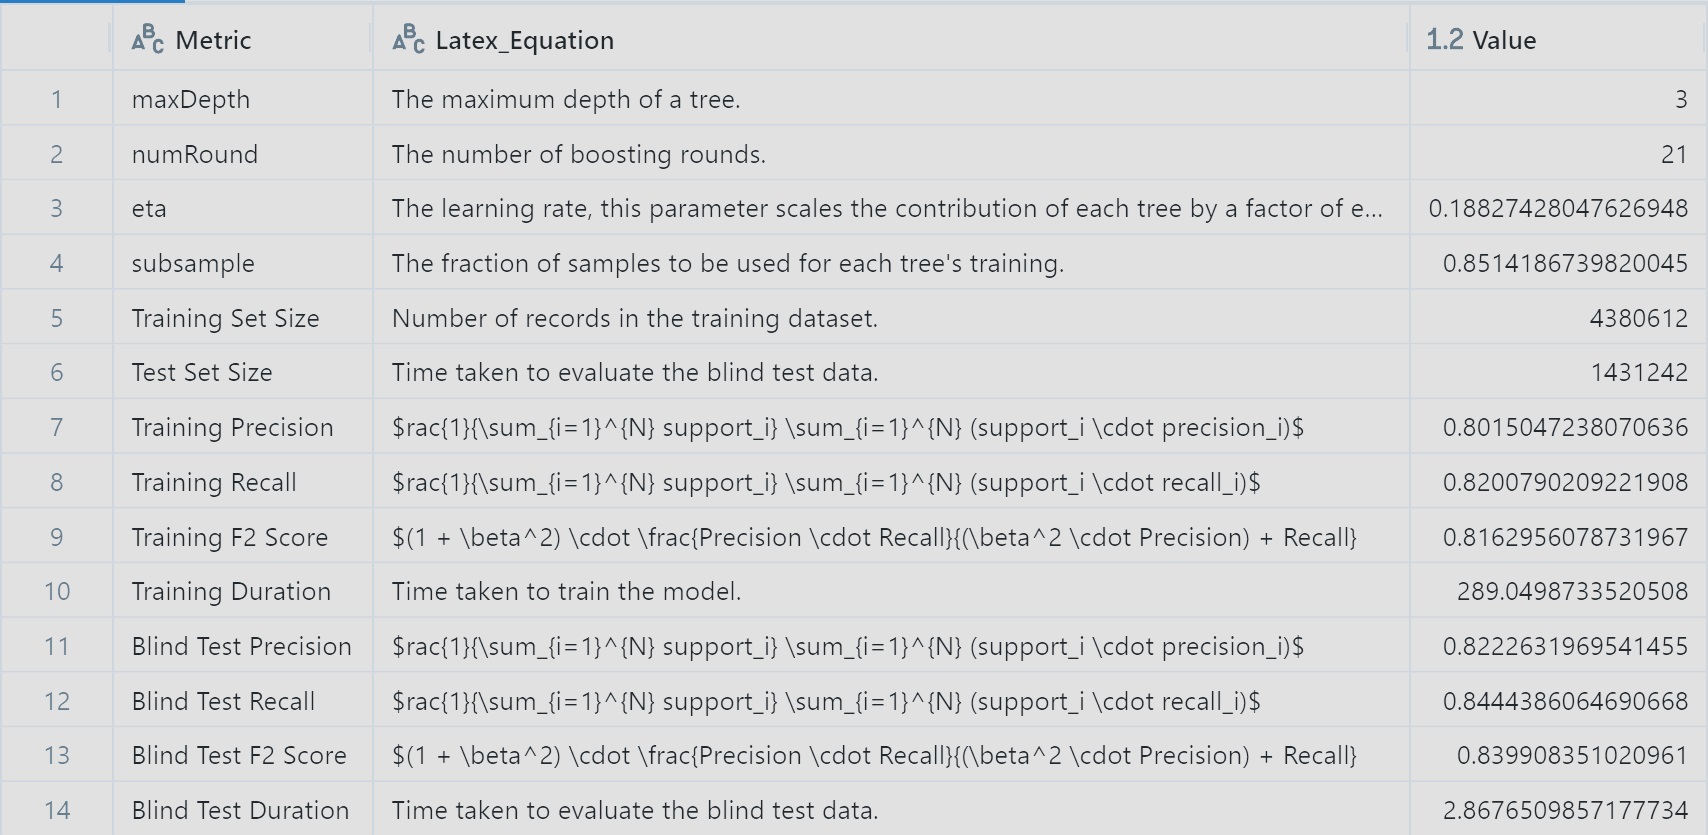 Metric Latex_Equation 1.2 Value
1 maxDepth The maximum depth of a tree. 3
2 numRound The number of boosting rounds. 21
3 eta The learning rate, this parameter scales the contribution of each tree by a factor of e... 0.18827428047626948
4 subsample The fraction of samples to be used for each tree's training. 0.8514186739820045
5 Training Set Size Number of records in the training dataset. 4380612
6 Test Set Size Time taken to evaluate the blind test data. 1431242
7 Training Precision $rac{1}{\sum_{i=1}^{N} support_i} \sum_{i=1}^{N} (support_i \cdot precision_i)$ 0.8015047238070636
8 Training Recall $rac{1}{\sum_{i=1}^{N} support_i} \sum_{i=1}^{N} (support_i \cdot recall_i)$ 0.8200790209221908
9 Training F2 Score $(1 + \beta^2) \cdot \frac{Precision \cdot Recall}{(\beta^2 \cdot Precision) + Recall} 0.8162956078731967
10 Training Duration Time taken to train the model. 289.0498733520508
11 Blind Test Precision $rac{1}{\sum_{i=1}^{N} support_i} \sum_{i=1}^{N} (support_i \cdot precision_i)$ 0.8222631969541455
12 Blind Test Recall $rac{1}{\sum_{i=1}^{N} support_i} \sum_{i=1}^{N} (support_i \cdot recall_i)$ 0.8444386064690668
13 Blind Test F2 Score $(1 + \beta^2) \cdot \frac{Precision \cdot Recall}{(\beta^2 \cdot Precision) + Recall} 0.839908351020961
14 Blind Test Duration Time taken to evaluate the blind test data. 2.8676509857177734